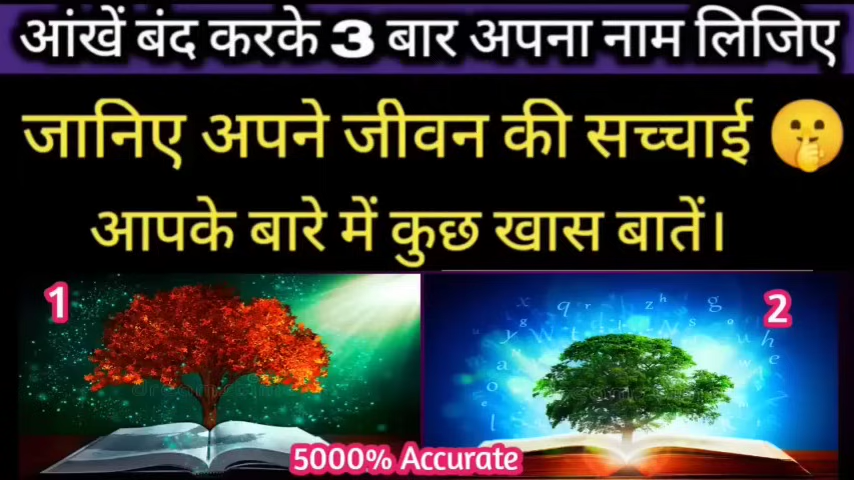 आंखें बंद करके 3 बार अपना नाम लिजिए
जानिए अपने जीवन की सच्चाई 🤫
आपके बारे में कुछ खास बातें।
1
2
x q r z h g
5000% Accurate